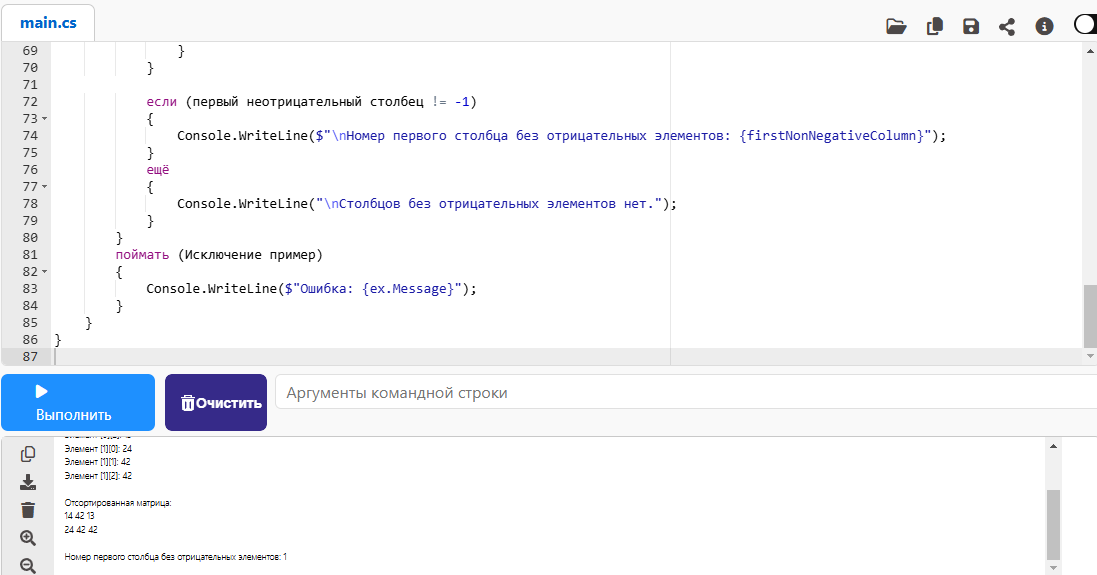 main.cs
69 }
70 }
71
72 если (первый неотрицательный столбец != -1)
73 {
74 Console.WriteLine($"\nНомер первого столбца без отрицательных элементов: {firstNonNegativeColumn}");
75 }
76 ещё
77 {
78 Console.WriteLine("\nСтолбцов без отрицательных элементов нет.");
79 }
80 }
81 поймать (Исключение пример)
82 {
83 Console.WriteLine($"Ошибка: {ex.Message}");
84 }
85 }
86 }
87
Выполнить
Очистить
Аргументы командной строки
Элемент [1][0]: 24
Элемент [1][1]: 42
Элемент [1][2]: 42
Отсортированная матрица:
14 42 13
24 42 42
Номер первого столбца без отрицательных элементов: 1